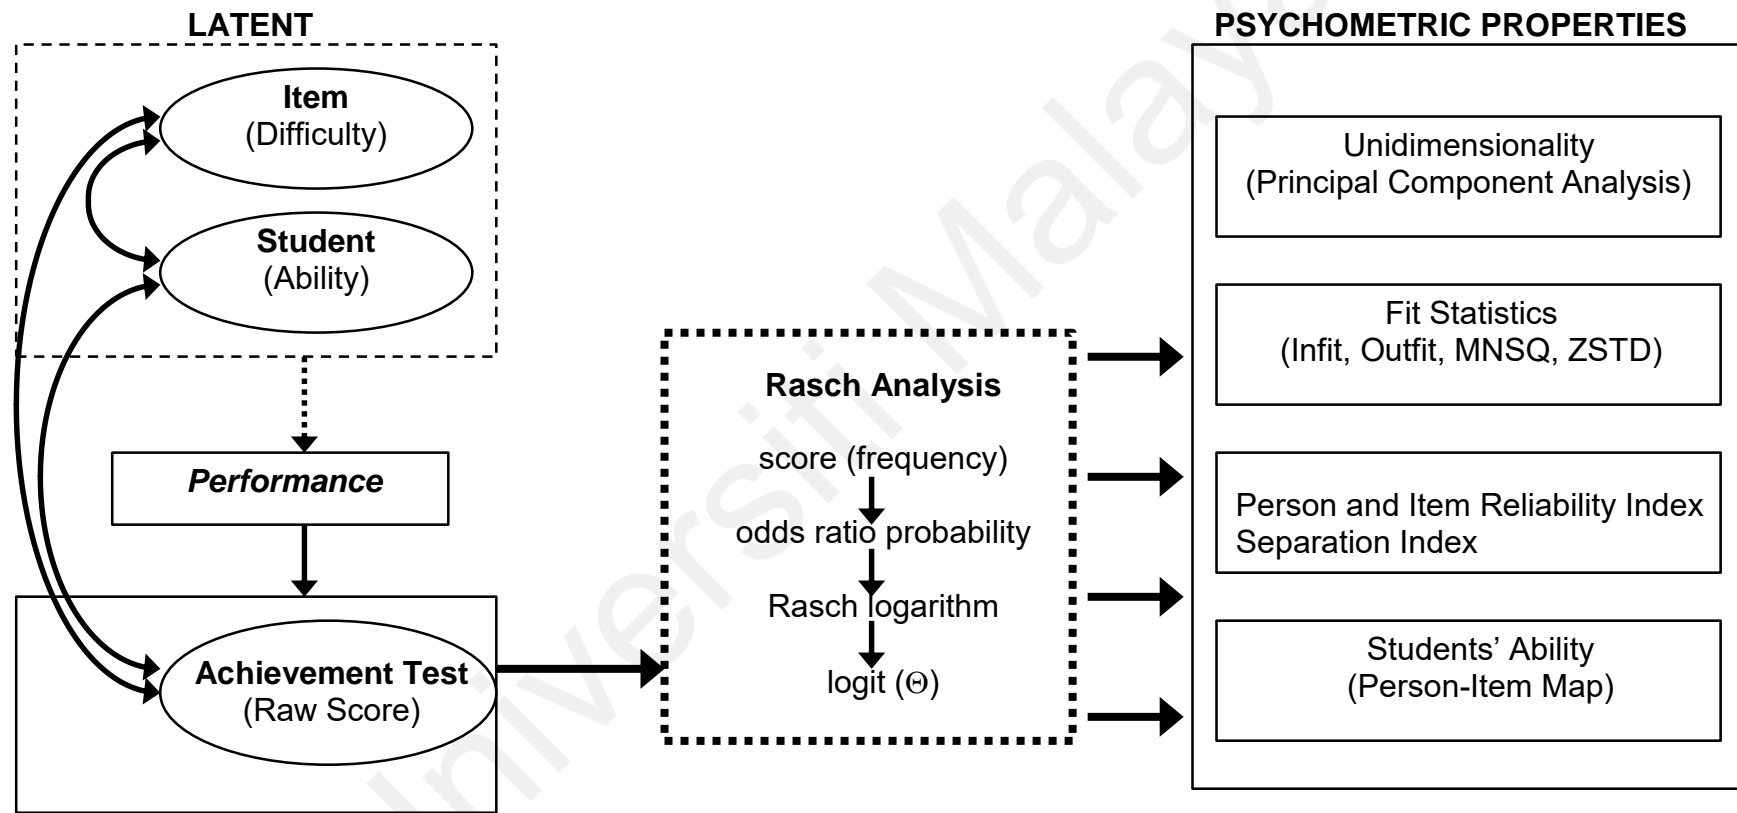 LATENT
Item
(Difficulty)
Student
(Ability)
Performance
Achievement Test
(Raw Score)
Rasch Analysis
score (frequency)
odds ratio probability
Rasch logarithm
logit (Θ)
PSYCHOMETRIC PROPERTIES
Unidimensionality
(Principal Component Analysis)
Fit Statistics
(Infit, Outfit, MNSQ, ZSTD)
Person and Item Reliability Index
Separation Index
Students’ Ability
(Person-Item Map)
Universiti Malaya